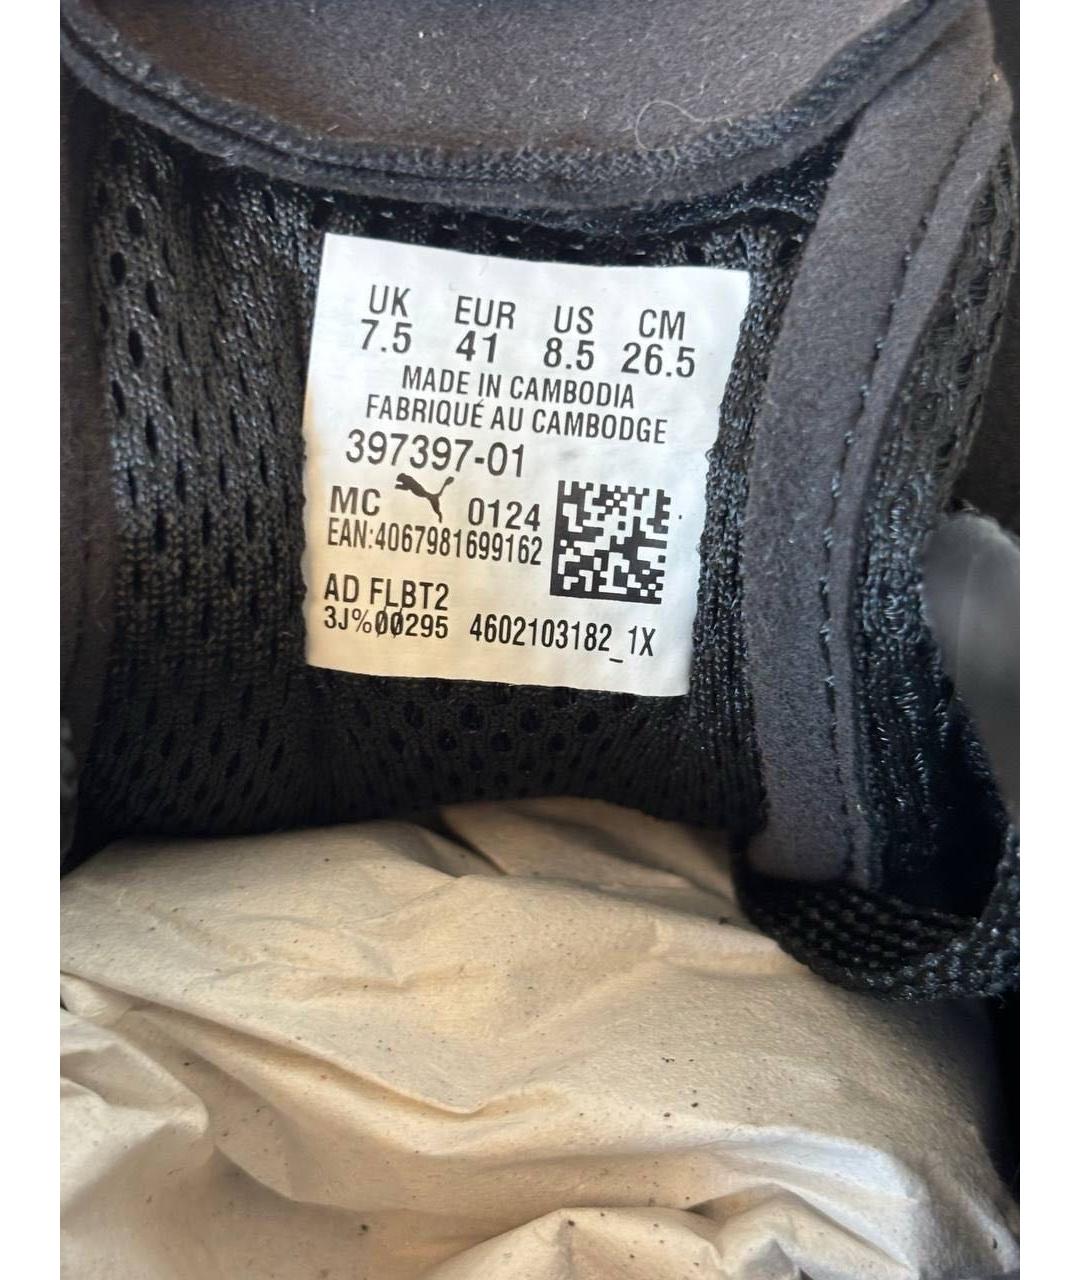 UK EUR US CM
7.5 41 8.5 26.5
MADE IN CAMBODIA
FABRIQUÉ AU CAMBODGE
397397-01
MC 0124
EAN:4067981699162
AD FLBT2
3J%00295 4602103182_1X